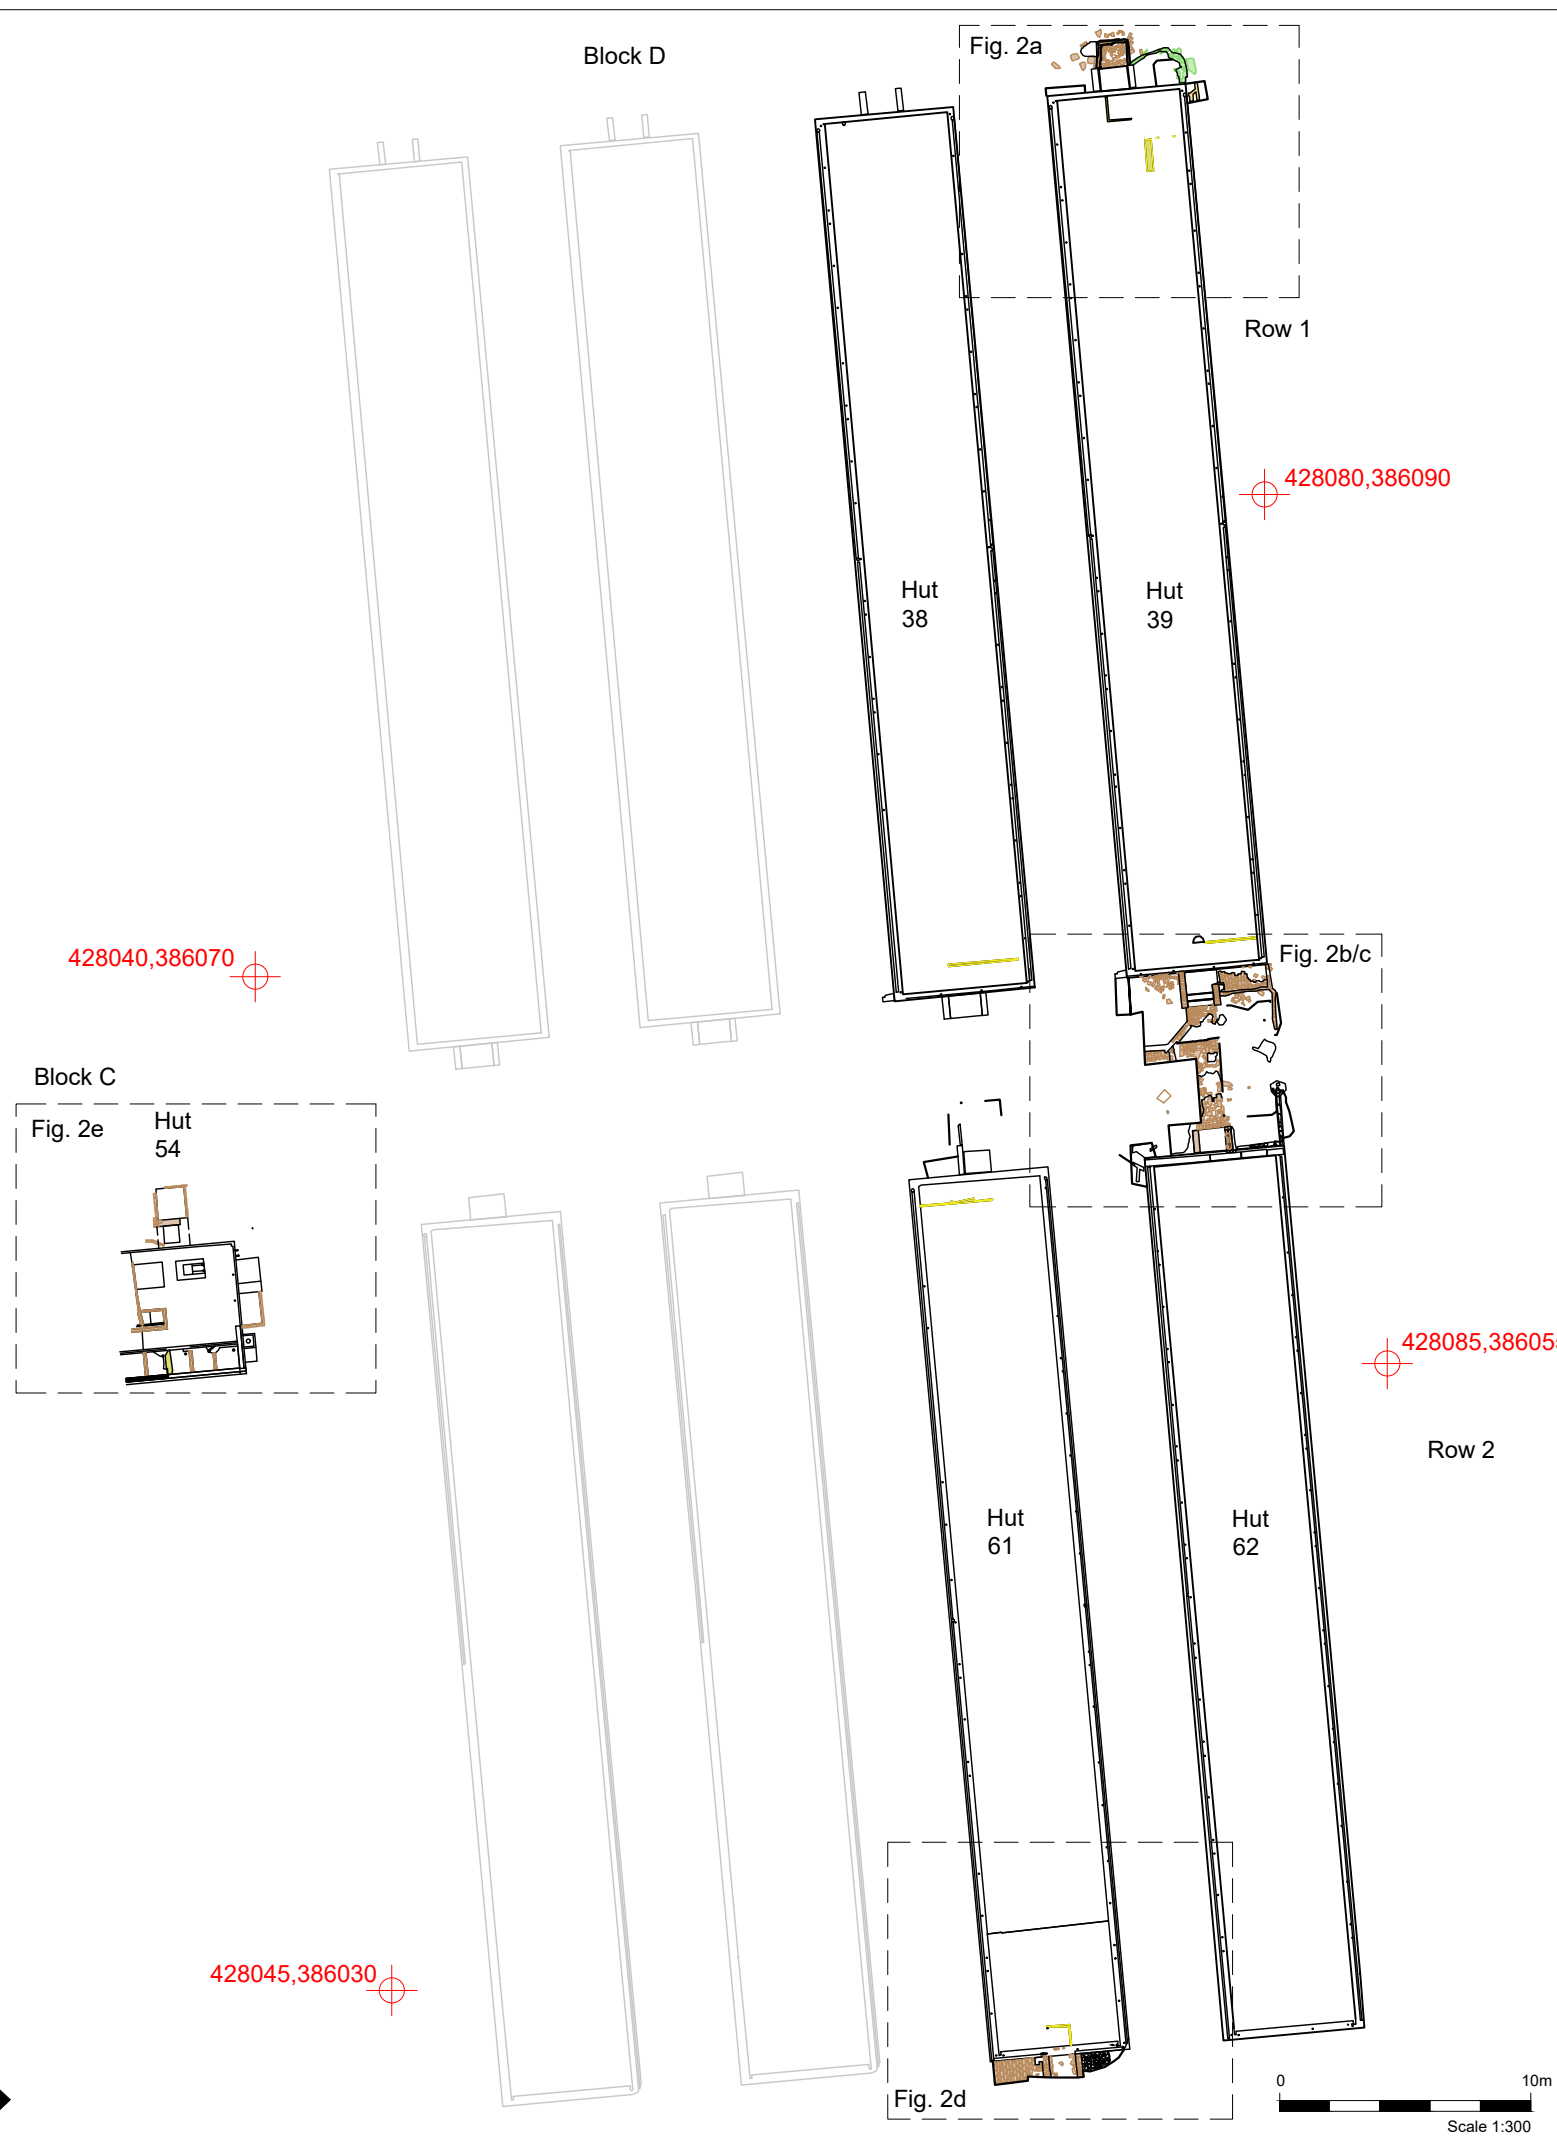 Block D
Fig. 2a
Row 1
428080,386090
Hut
38
Hut
39
428040,386070
Fig. 2b/c
Block C
Fig. 2e
Hut
54
428085,386055
Row 2
Hut
61
Hut
62
428045,386030
Fig. 2d
0
10m
Scale 1:300